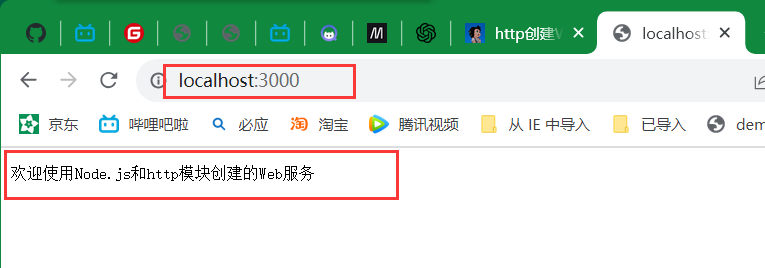 http创建V
localhost:
localhost:3000
京东
哔哩哔啦
必应
淘宝
腾讯视频
从 IE 中导入
已导入
dem
欢迎使用Node.js和http模块创建的Web服务